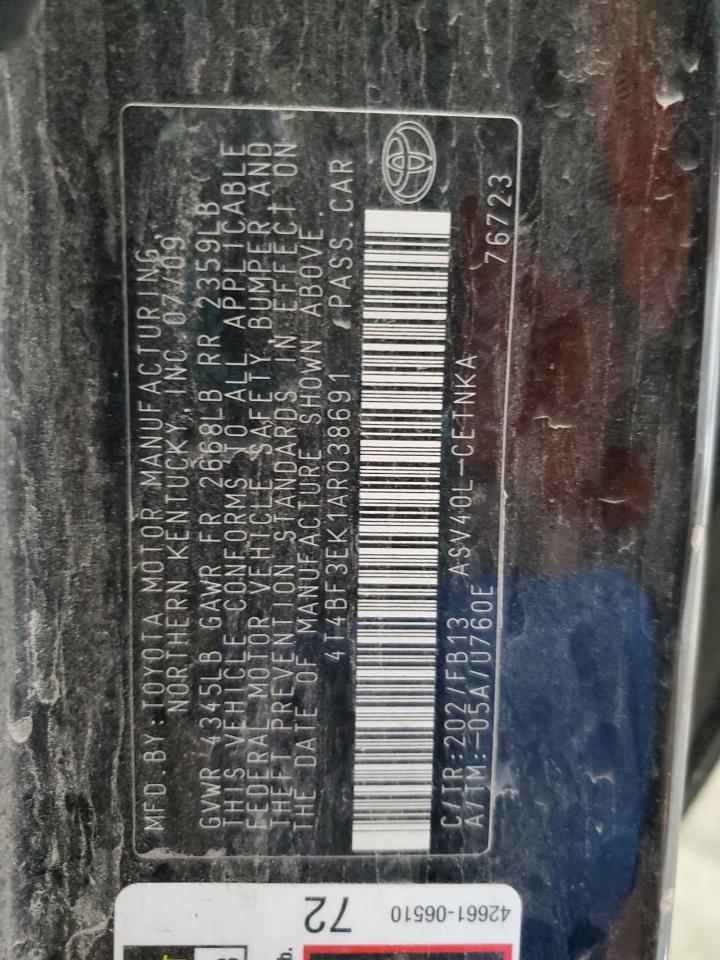 MFD.BY:TOYOTA MOTOR MANUFACTURING,
NORTHERN KENTUCKY, INC 07/09
GVWR 4345LB GAWR FR 2668LB RR 2359LB
THIS VEHICLE CONFORMS TO ALL APPLICABLE
FEDERAL MOTOR VEHICLE SAFETY, BUMPER AND
THEFT PREVENTION STANDARDS IN EFFECT ON
THE DATE OF MANUFACTURE SHOWN ABOVE.
4T4BF3EK1AR038691 , PASS CAR
C/TR:202/FB13 ASV40L-CETNKA
A/TM:-05A/U760E 76723
42661-06510
72